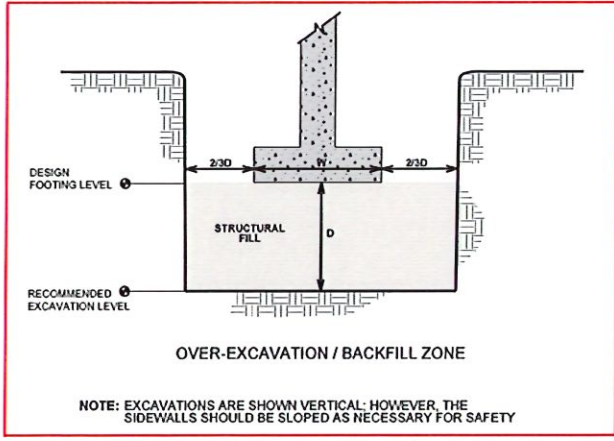 2/3D
W
2/3D
DESIGN
FOOTING LEVEL
STRUCTURAL
FILL
D
RECOMMENDED
EXCAVATION LEVEL
OVER-EXCAVATION / BACKFILL ZONE
NOTE: EXCAVATIONS ARE SHOWN VERTICAL; HOWEVER, THE
SIDEWALLS SHOULD BE SLOPED AS NECESSARY FOR SAFETY